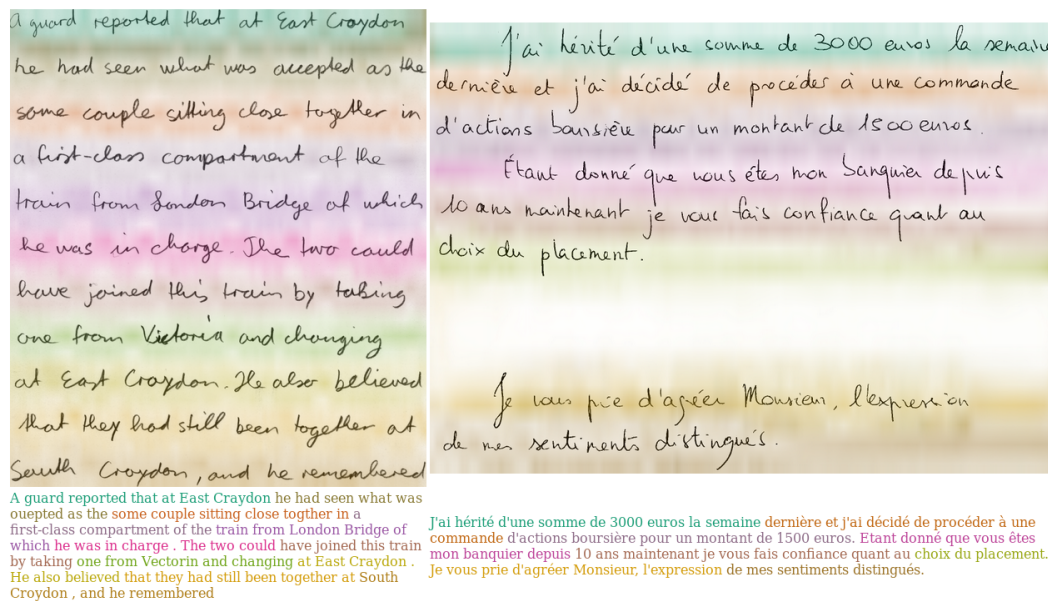 A guard reported that at East Croydon
he had seen what was accepted as the
same couple sitting close together in
a first-class compartment of the
train from London Bridge of which
he was in charge. The two could
have joined this train by taking
one from Victoria and changing
at East Croydon. He also believed
that they had still been together at
South Croydon, and he remembered
A guard reported that at East Craydon he had seen what was
ouepted as the some couple sitting close togther in a
first-class compartment of the train from London Bridge of
which he was in charge . The two could have joined this train
by taking one from Vectorin and changing at East Craydon .
He also believed that they had still been together at South
Croydon , and he remembered
J'ai hérité d'une somme de 3000 euros la semaine
dernière et j'ai décidé de procéder à une commande
d'actions boursière pour un montant de 1500 euros.
Étant donné que vous étes mon banquier depuis
10 ans maintenant je vous fais confiance quant au
choix du placement.
Je vous prie d'agréer Monsieur, l'expression
de mes sentiments distingués.
J'ai hérité d'une somme de 3000 euros la semaine dernière et j'ai décidé de procéder à une
commande d'actions boursière pour un montant de 1500 euros. Etant donné que vous êtes
mon banquier depuis 10 ans maintenant je vous fais confiance quant au choix du placement.
Je vous prie d'agréer Monsieur, l'expression de mes sentiments distingués.